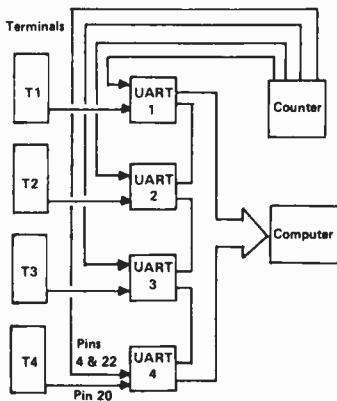 Terminals
T1
UART
1
Counter
T2
UART
2
Computer
T3
UART
3
T4
Pins
4 & 22
UART
4
Pin 20